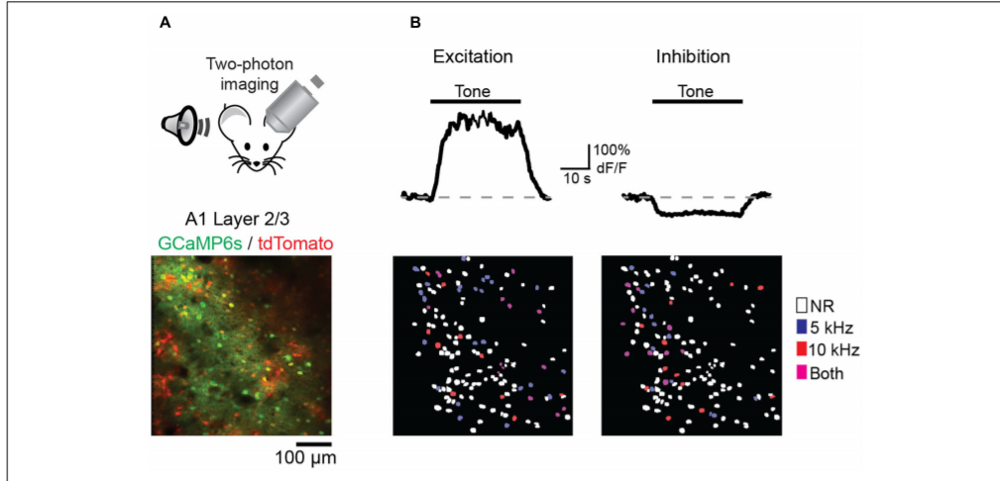 A
Two-photon
imaging
A1 Layer 2/3
GCaMP6s / tdTomato
100 µm
B
Excitation
Tone
Inhibition
Tone
100%
dF/F
10 s
NR
5 kHz
10 kHz
Both